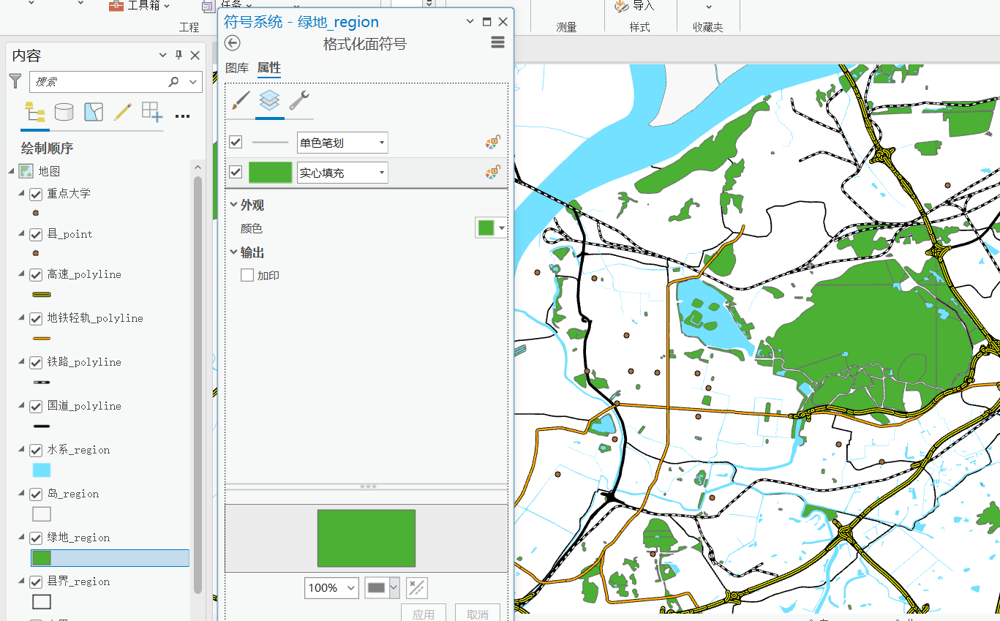 工具箱
任务
导入
工程
测量
样式
收藏夹
内容
搜索
绘制顺序
地图
重点大学
县_point
高速_polyline
地铁轻轨_polyline
铁路_polyline
国道_polyline
水系_region
岛_region
绿地_region
县界_region
符号系统 - 绿地_region
格式化面符号
图库 属性
单色笔划
实心填充
外观
颜色
输出
加印
100%
应用 取消